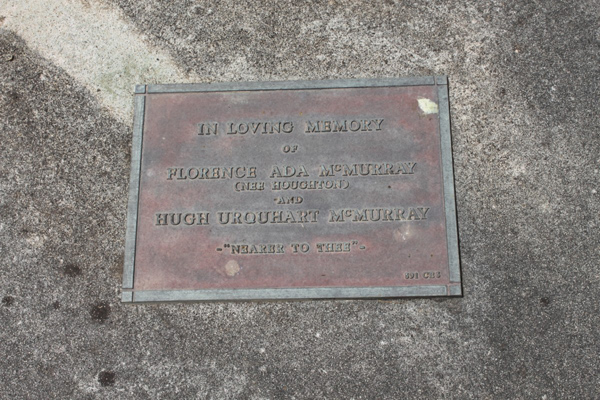 IN LOVING MEMORY
OF
FLORENCE ADA McMURRAY
(NEE HOUGHTON)
AND
HUGH URQUHART McMURRAY
-"NEARER TO THEE"-